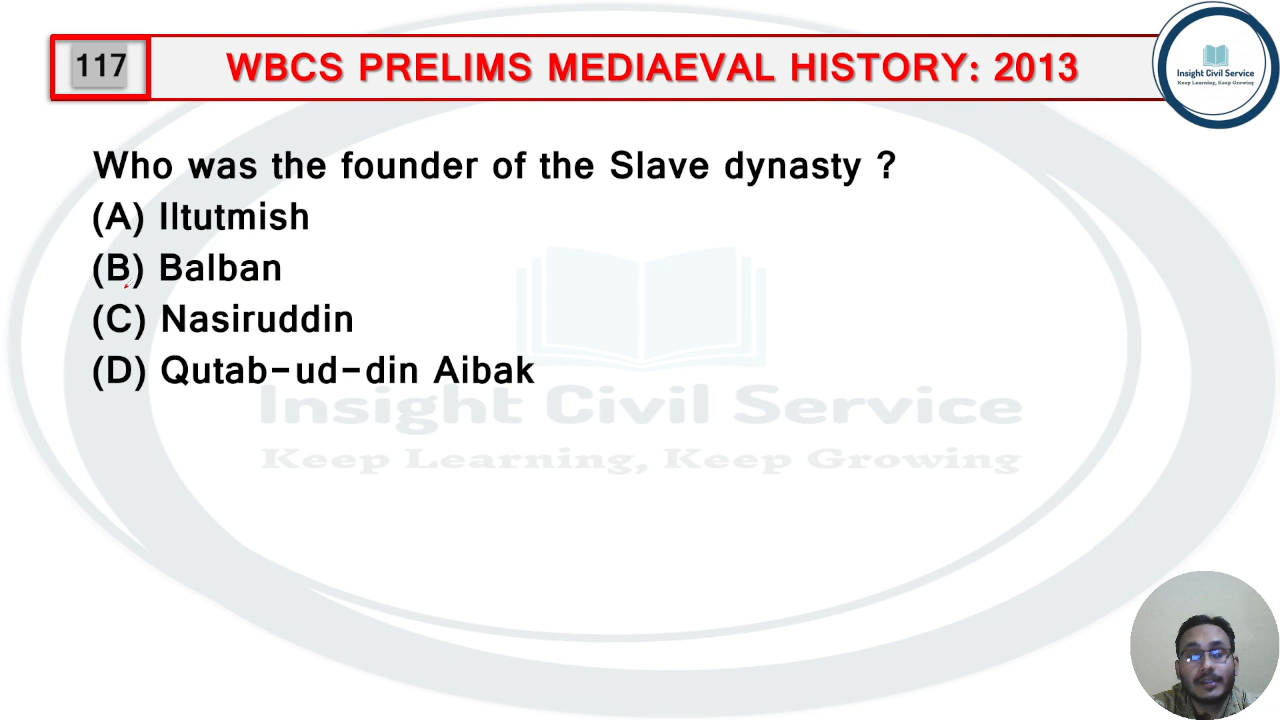 117
WBCS PRELIMS MEDIAEVAL HISTORY: 2013
Insight Civil Service
Keep Learning, Keep Growing
Who was the founder of the Slave dynasty ?
(A) Iltutmish
(B) Balban
(C) Nasiruddin
(D) Qutab-ud-din Aibak
Insight Civil Service
Keep Learning, Keep Growing